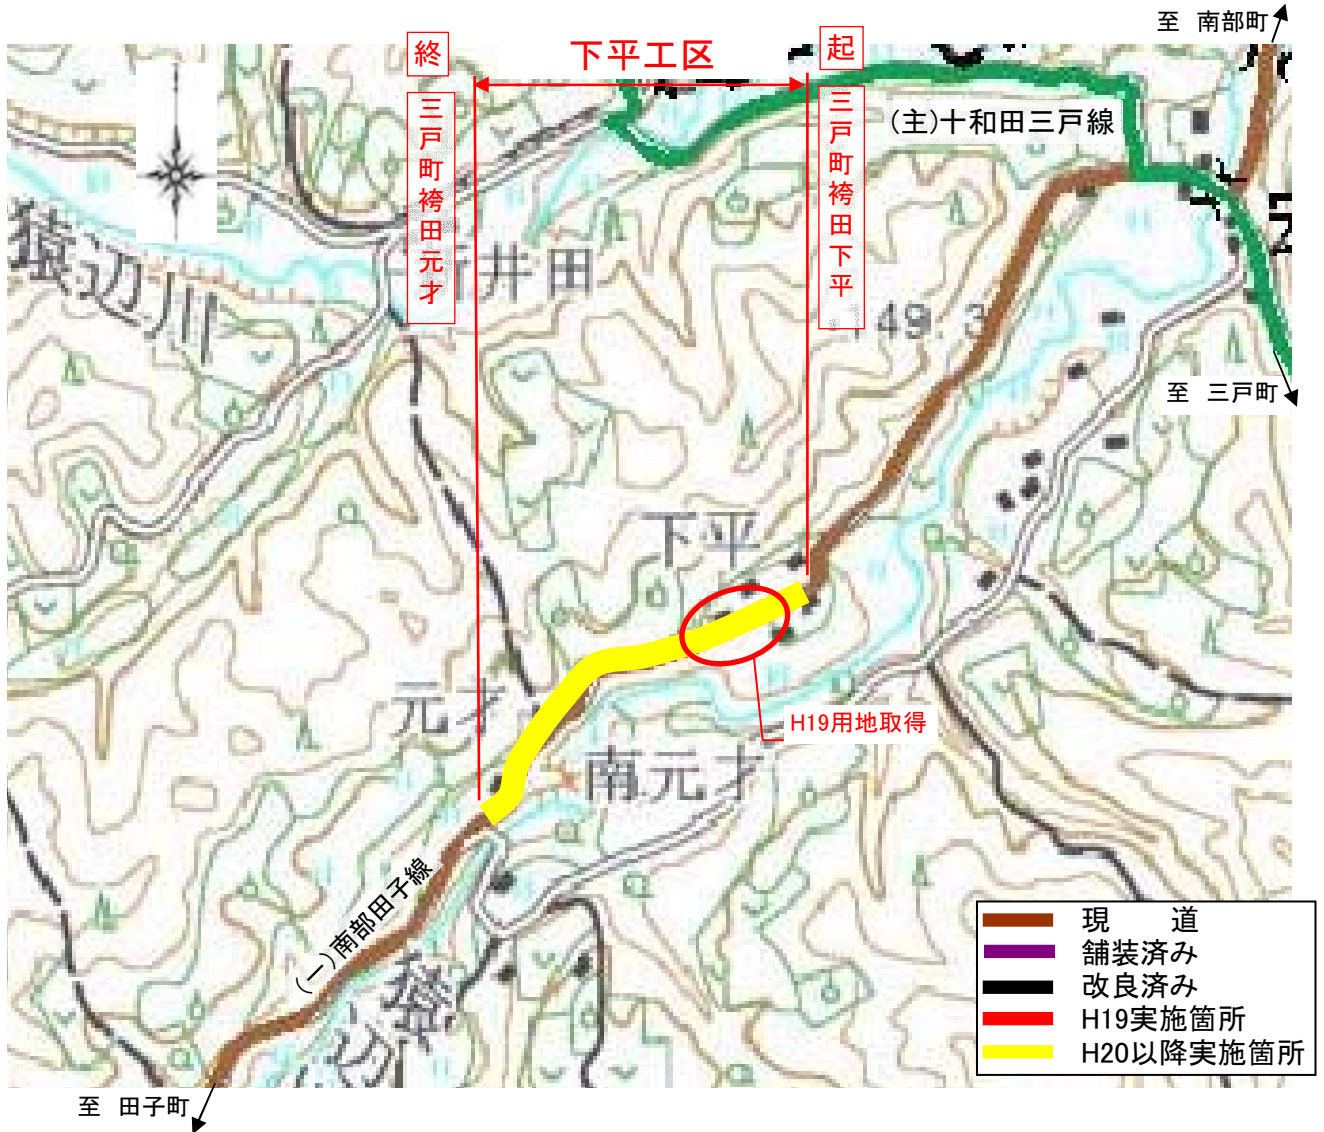 至 南部町
終
下平工区
起
三戸町袴田元才
三戸町袴田下平
(主)十和田三戸線
猿辺川
井田
149.3
至 三戸町
下平
元才
H19用地取得
南元才
(一)南部田子線
猿辺
現 道
舗装済み
改良済み
H19実施箇所
H20以降実施箇所
至 田子町